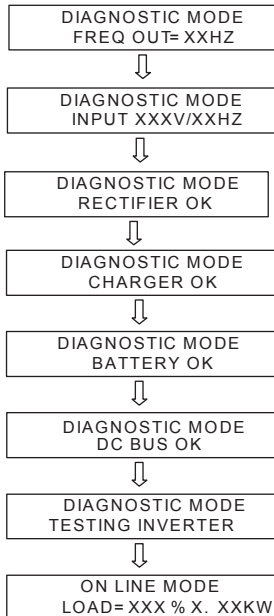 DIAGNOSTIC MODE
FREQ OUT= XXHZ
DIAGNOSTIC MODE
INPUT XXXV/XXHZ
DIAGNOSTIC MODE
RECTIFIER OK
DIAGNOSTIC MODE
CHARGER OK
DIAGNOSTIC MODE
BATTERY OK
DIAGNOSTIC MODE
DC BUS OK
DIAGNOSTIC MODE
TESTING INVERTER
ON LINE MODE
LOAD= XXX % X. XXKW